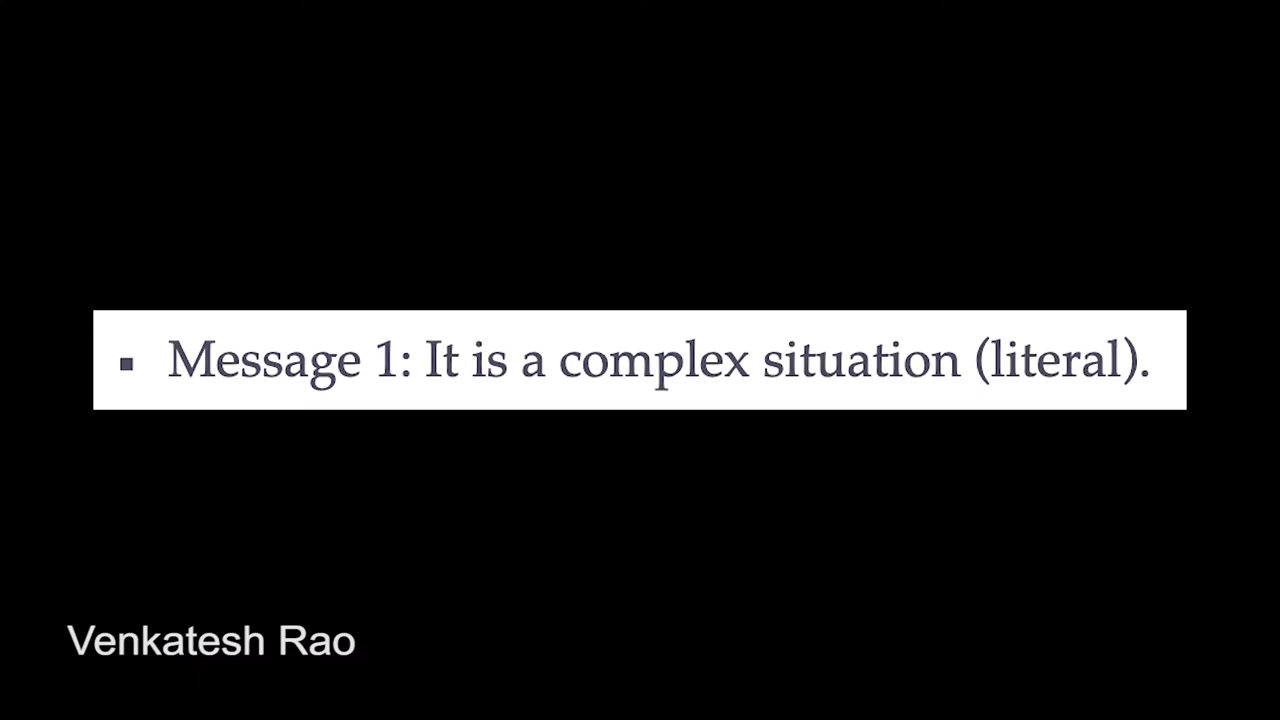 ▪ Message 1: It is a complex situation (literal).
Venkatesh Rao